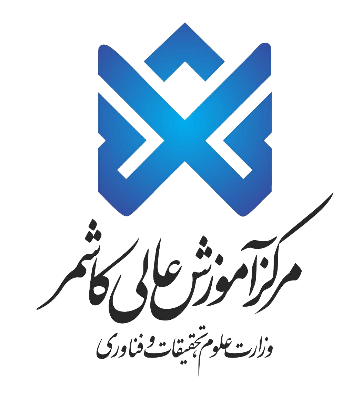 مرکز آموزش عالی کاشمر
وزارت علوم تحقیقات و فناوری